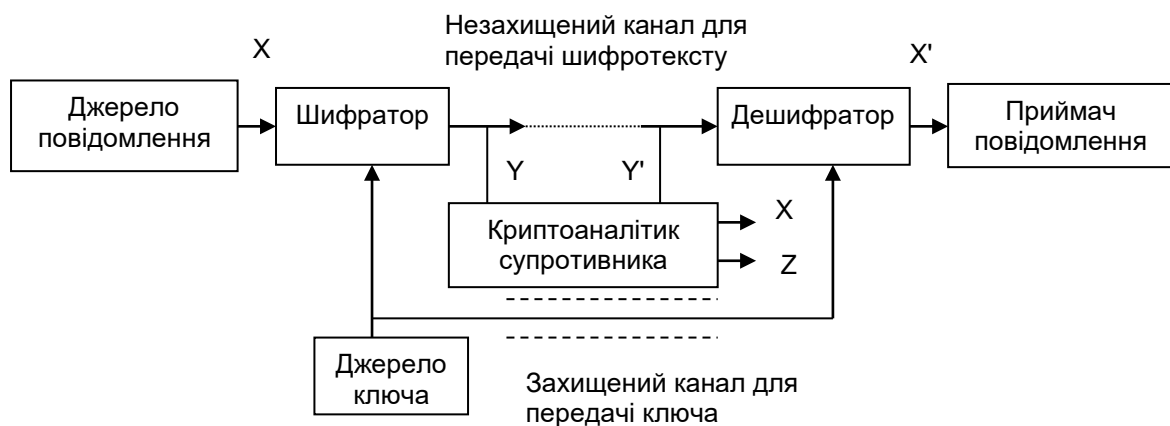 Незахищений канал для
передачі шифротексту
X
X'
Джерело
повідомлення
Шифратор
Дешифратор
Приймач
повідомлення
Y
Y'
Криптоаналітик
супротивника
X
Z
Джерело
ключа
Захищений канал для
передачі ключа